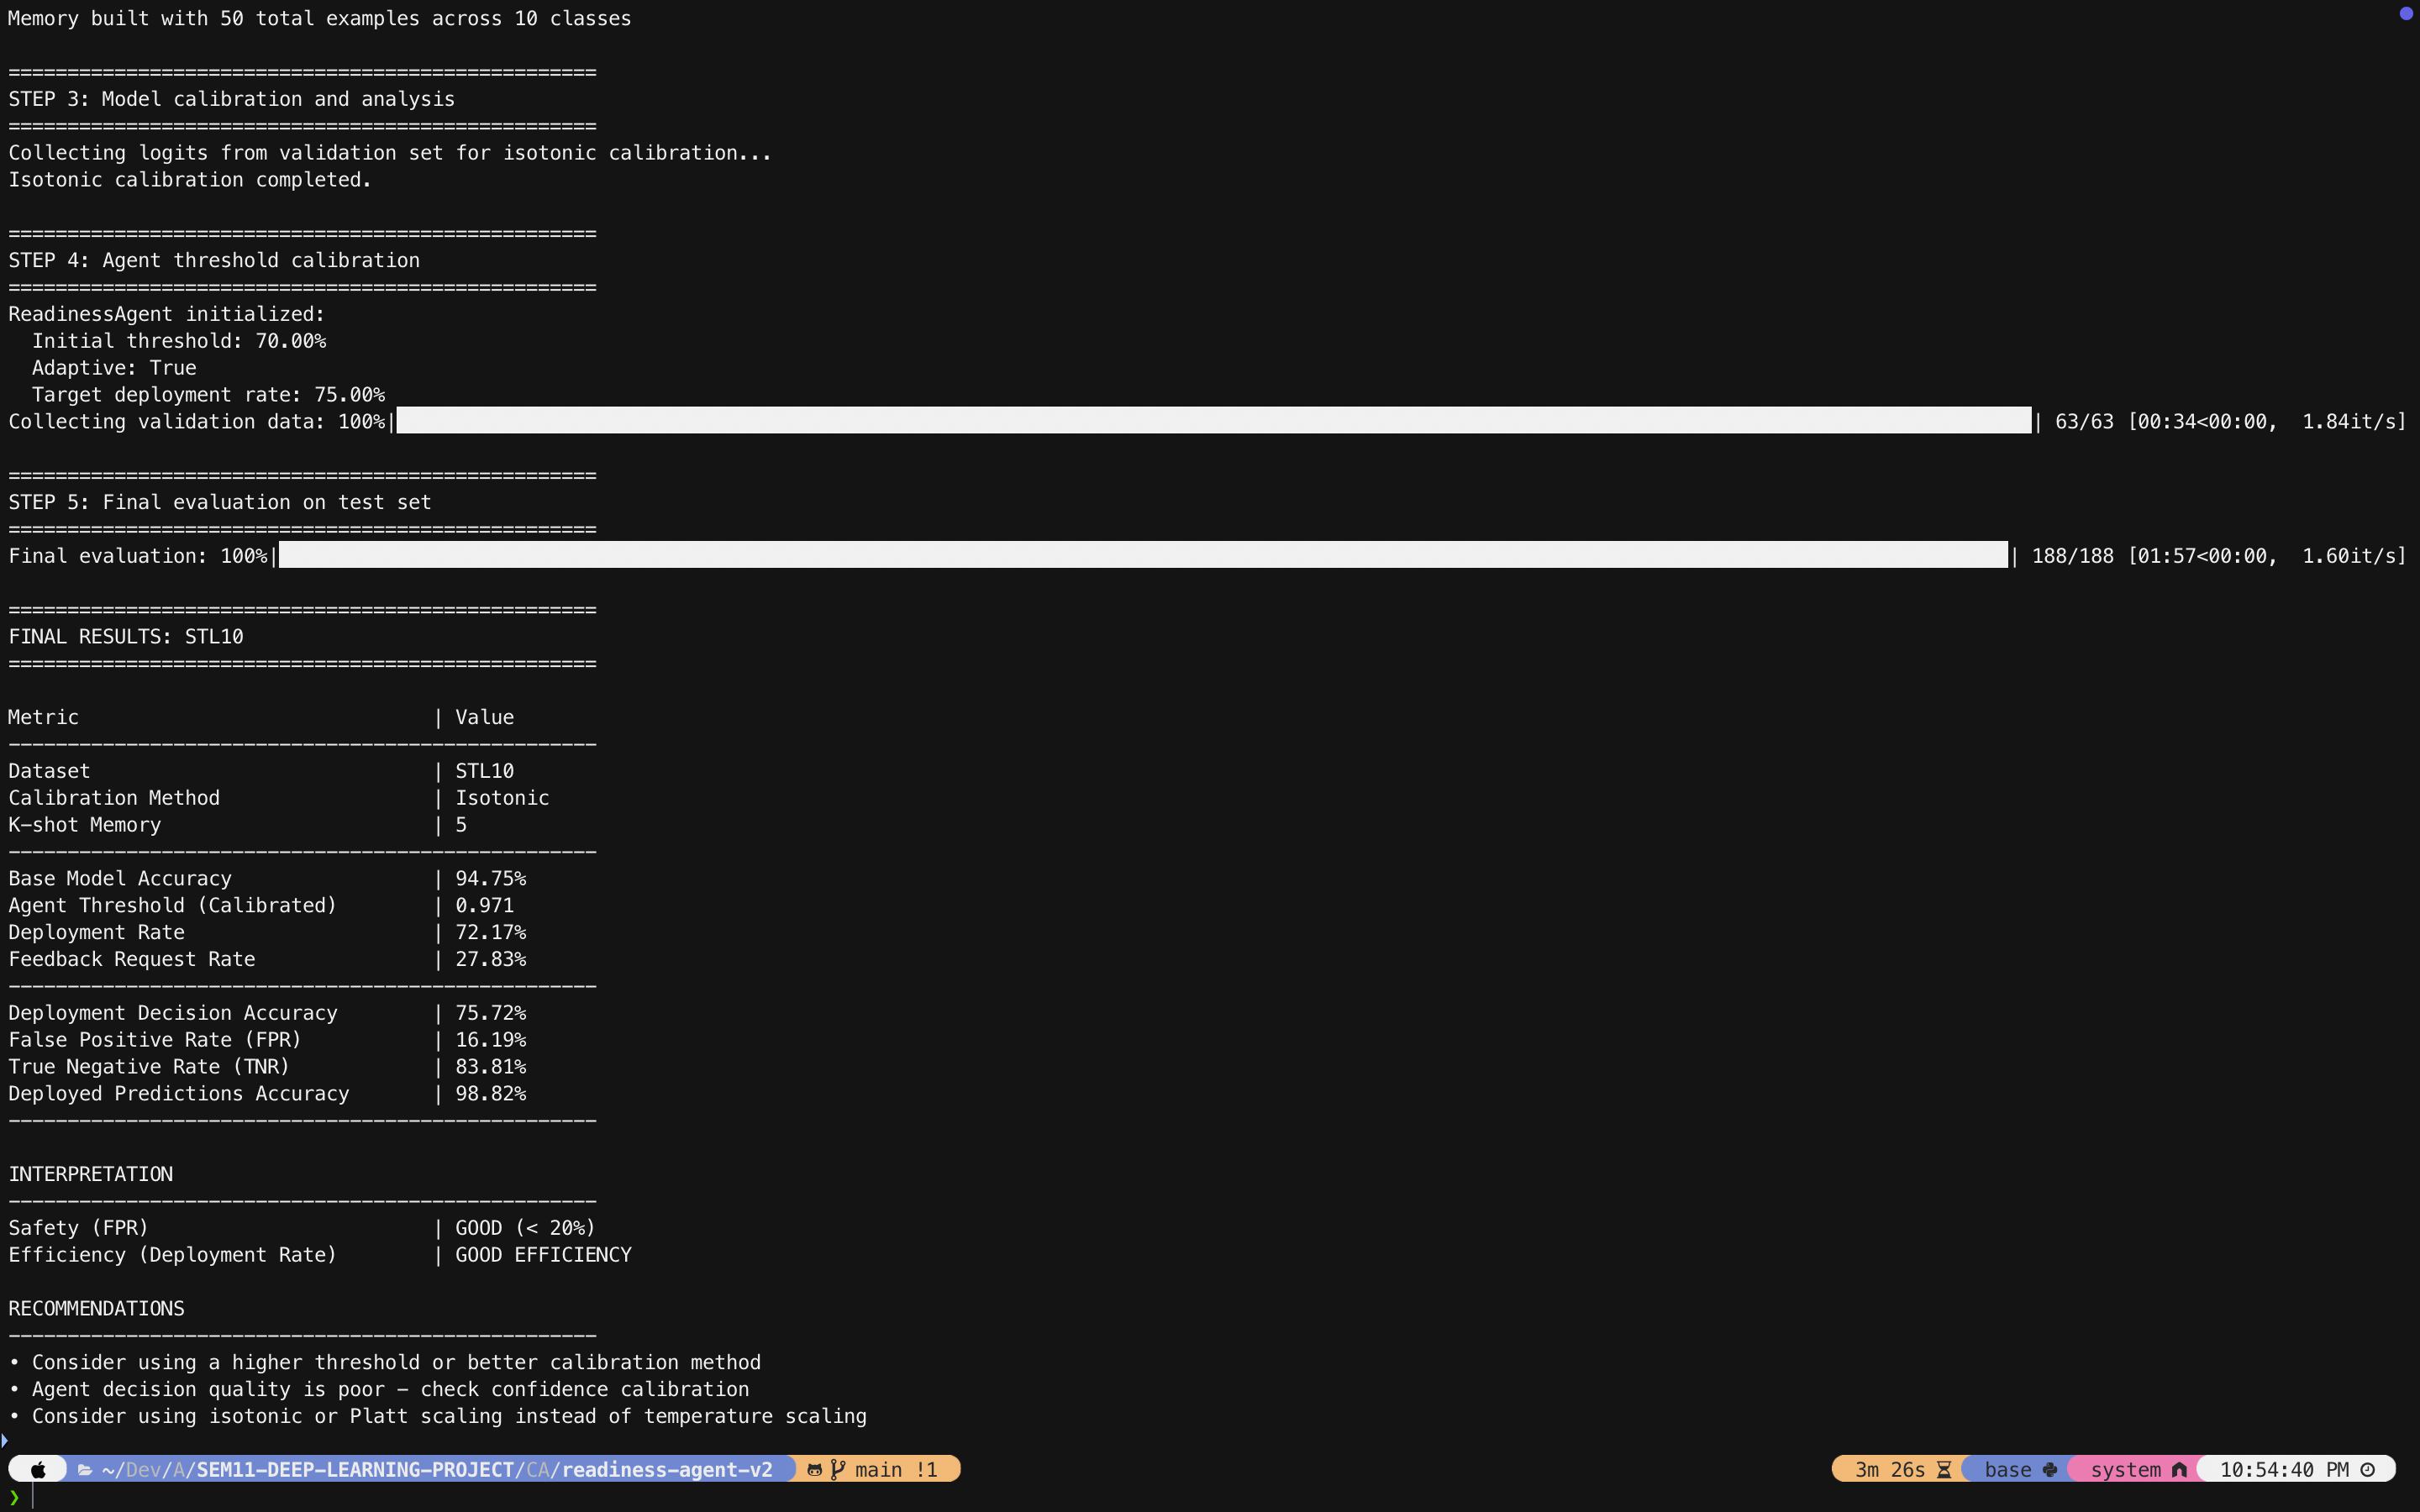 Memory built with 50 total examples across 10 classes
==================================================
STEP 3: Model calibration and analysis
==================================================
Collecting logits from validation set for isotonic calibration...
Isotonic calibration completed.
==================================================
STEP 4: Agent threshold calibration
==================================================
ReadinessAgent initialized:
  Initial threshold: 70.00%
  Adaptive: True
  Target deployment rate: 75.00%
Collecting validation data: 100%| | 63/63 [00:34<00:00,  1.84it/s]
==================================================
STEP 5: Final evaluation on test set
==================================================
Final evaluation: 100%| | 188/188 [01:57<00:00,  1.60it/s]
==================================================
FINAL RESULTS: STL10
==================================================
Metric | Value
--------------------------------------------------
Dataset | STL10
Calibration Method | Isotonic
K-shot Memory | 5
--------------------------------------------------
Base Model Accuracy | 94.75%
Agent Threshold (Calibrated) | 0.971
Deployment Rate | 72.17%
Feedback Request Rate | 27.83%
--------------------------------------------------
Deployment Decision Accuracy | 75.72%
False Positive Rate (FPR) | 16.19%
True Negative Rate (TNR) | 83.81%
Deployed Predictions Accuracy | 98.82%
--------------------------------------------------
INTERPRETATION
--------------------------------------------------
Safety (FPR) | GOOD (< 20%)
Efficiency (Deployment Rate) | GOOD EFFICIENCY
RECOMMENDATIONS
--------------------------------------------------
• Consider using a higher threshold or better calibration method
• Agent decision quality is poor - check confidence calibration
• Consider using isotonic or Platt scaling instead of temperature scaling
~/Dev/A/SEM11-DEEP-LEARNING-PROJECT/CA/readiness-agent-v2 main !1 3m 26s base system 10:54:40 PM
❯